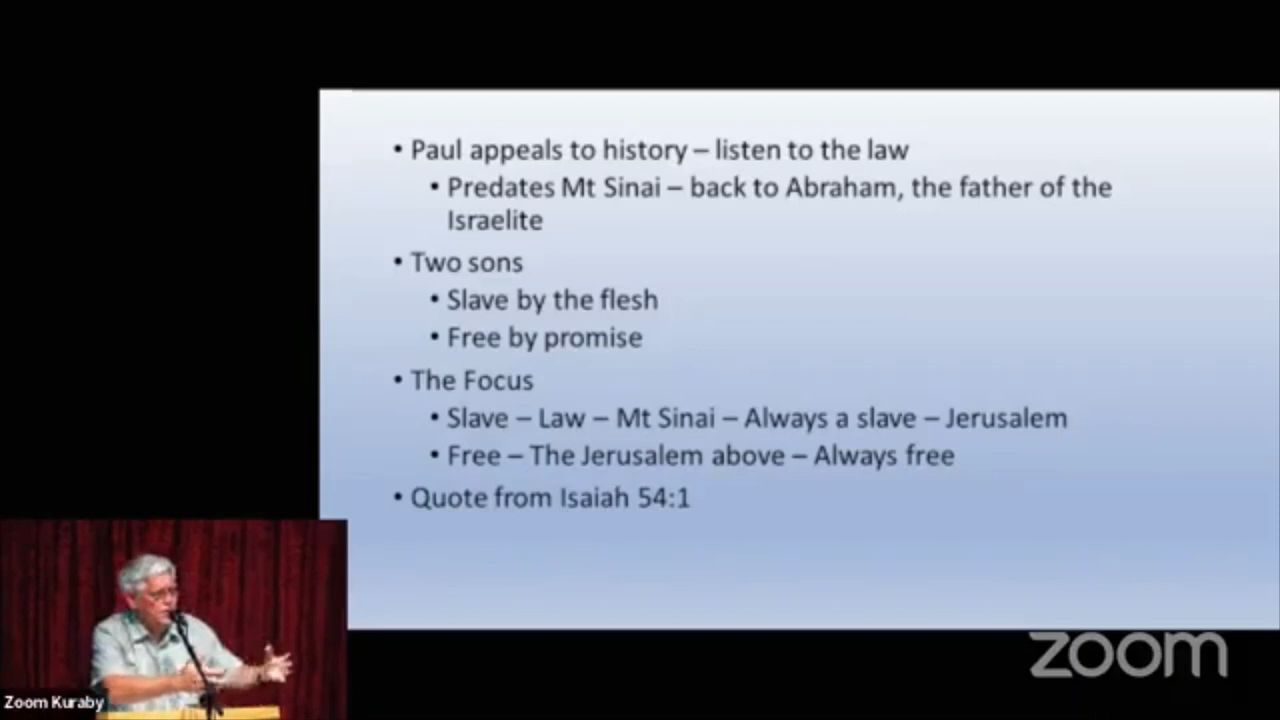 • Paul appeals to history – listen to the law
• Predates Mt Sinai – back to Abraham, the father of the
Israelite
• Two sons
• Slave by the flesh
• Free by promise
• The Focus
• Slave – Law – Mt Sinai – Always a slave – Jerusalem
• Free – The Jerusalem above – Always free
• Quote from Isaiah 54:1
zoom
Zoom Kuraby